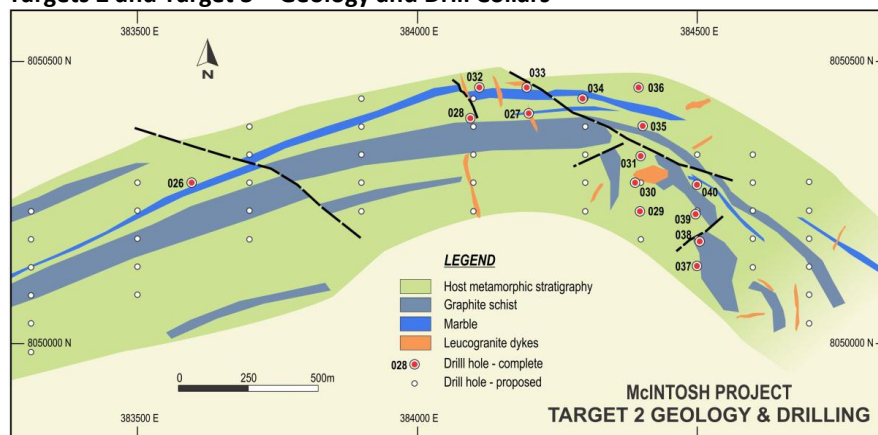 Targets 2 and Target 3 – Geology and Drill Collars
383500 E
384000 E
384500 E
8050500 N
8050500 N
N
032
033
034
036
028
027
035
031
026
030
040
029
039
038
037
LEGEND
Host metamorphic stratigraphy
Graphite schist
Marble
Leucogranite dykes
028 Drilll hole - complete
Drill hole - proposed
8050000 N
8050000 N
0 250 500m
McINTOSH PROJECT
TARGET 2 GEOLOGY & DRILLING
383500 E
384000 E
384500 E